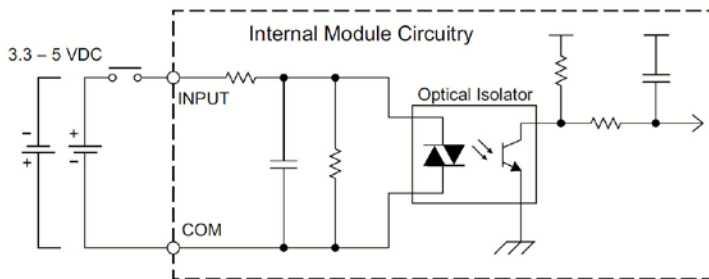 Internal Module Circuitry
3.3 – 5 VDC
INPUT
Optical Isolator
–
+
+
–
COM